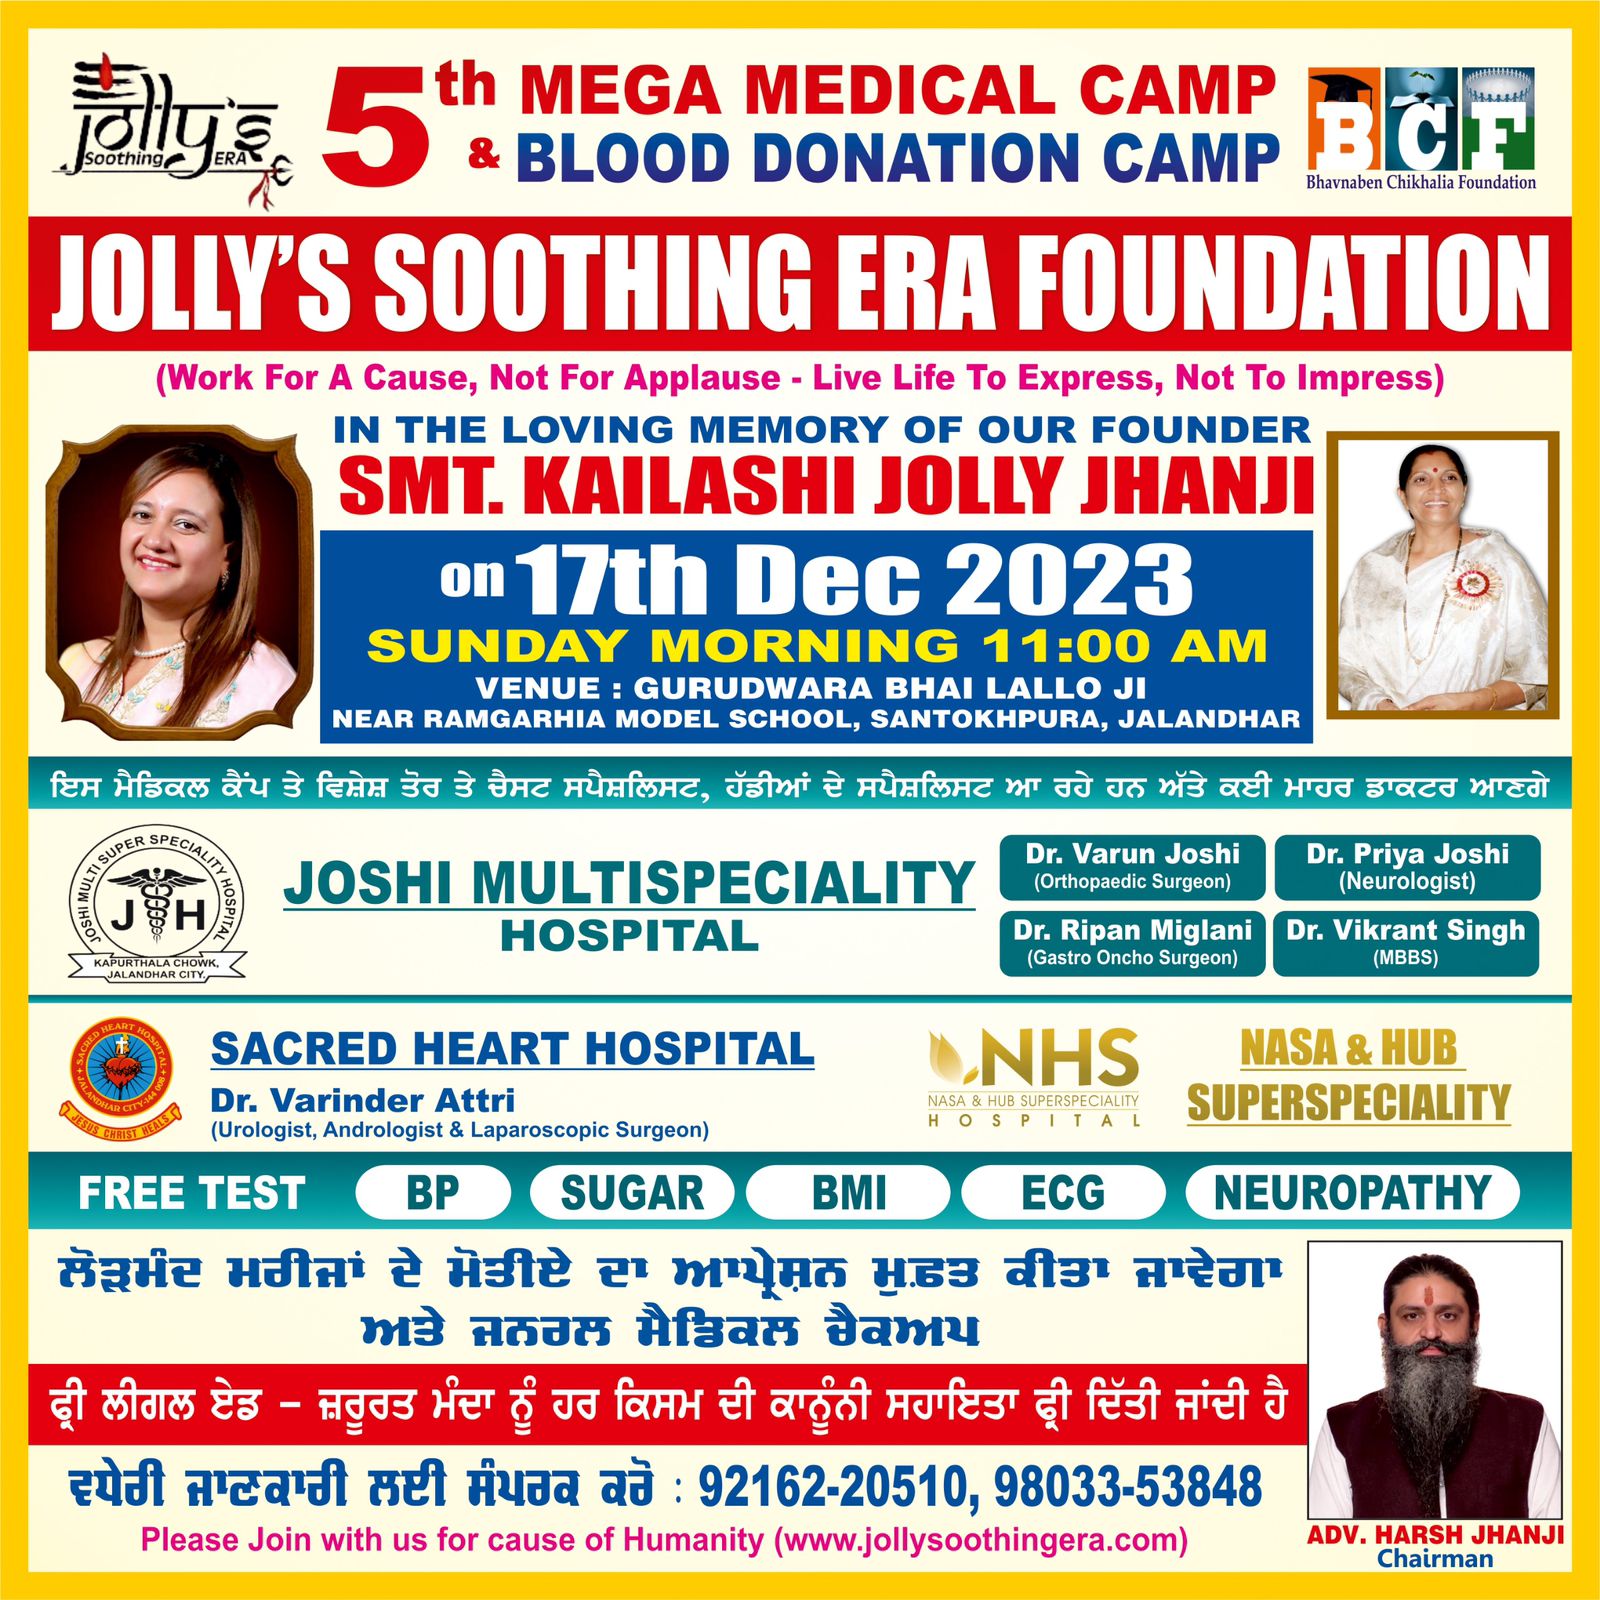 Jolly's
Soothing ERA
5th MEGA MEDICAL CAMP
& BLOOD DONATION CAMP
BCF
Bhavnaben Chikhalia Foundation
JOLLY'S SOOTHING ERA FOUNDATION
(Work For A Cause, Not For Applause - Live Life To Express, Not To Impress)
IN THE LOVING MEMORY OF OUR FOUNDER
SMT. KAILASHI JOLLY JHANJI
on 17th Dec 2023
SUNDAY MORNING 11:00 AM
VENUE : GURUDWARA BHAI LALLO JI
NEAR RAMGARHIA MODEL SCHOOL, SANTOKHPURA, JALANDHAR
ਇਸ ਮੈਡਿਕਲ ਕੈਂਪ ਤੇ ਵਿਸ਼ੇਸ਼ ਤੋਰ ਤੇ ਚੈਸਟ ਸਪੈਸ਼ਲਿਸਟ, ਹੱਡੀਆਂ ਦੇ ਸਪੈਸ਼ਲਿਸਟ ਆ ਰਹੇ ਹਨ ਅੱਤੇ ਕਈ ਮਾਹਰ ਡਾਕਟਰ ਆਣਗੇ
JOSHI MULTI SUPER SPECIALITY HOSPITAL
J H
KAPURTHALA CHOWK,
JALANDHAR CITY.
JOSHI MULTISPECIALITY
HOSPITAL
Dr. Varun Joshi
(Orthopaedic Surgeon)
Dr. Priya Joshi
(Neurologist)
Dr. Ripan Miglani
(Gastro Oncho Surgeon)
Dr. Vikrant Singh
(MBBS)
SACRED HEART HOSPITAL
JALANDHAR CITY-144 008
JESUS CHRIST HEALS
SACRED HEART HOSPITAL
Dr. Varinder Attri
(Urologist, Andrologist & Laparoscopic Surgeon)
NHS
NASA & HUB SUPERSPECIALITY
HOSPITAL
NASA & HUB
SUPERSPECIALITY
FREE TEST BP SUGAR BMI ECG NEUROPATHY
ਲੋੜਮੰਦ ਮਰੀਜਾਂ ਦੇ ਮੋਤੀਏ ਦਾ ਆਪ੍ਰੇਸ਼ਨ ਮੁਫ਼ਤ ਕੀਤਾ ਜਾਵੇਗਾ
ਅਤੇ ਜਨਰਲ ਮੈਡਿਕਲ ਚੈਕਅਪ
ਫ੍ਰੀ ਲੀਗਲ ਏਡ – ਜ਼ਰੂਰਤ ਮੰਦਾ ਨੂੰ ਹਰ ਕਿਸਮ ਦੀ ਕਾਨੂੰਨੀ ਸਹਾਇਤਾ ਫ੍ਰੀ ਦਿੱਤੀ ਜਾਂਦੀ ਹੈ
ਵਧੇਰੀ ਜਾਣਕਾਰੀ ਲਈ ਸੰਪਰਕ ਕਰੋ : 92162-20510, 98033-53848
Please Join with us for cause of Humanity (www.jollysoothingera.com)
ADV. HARSH JHANJI
Chairman